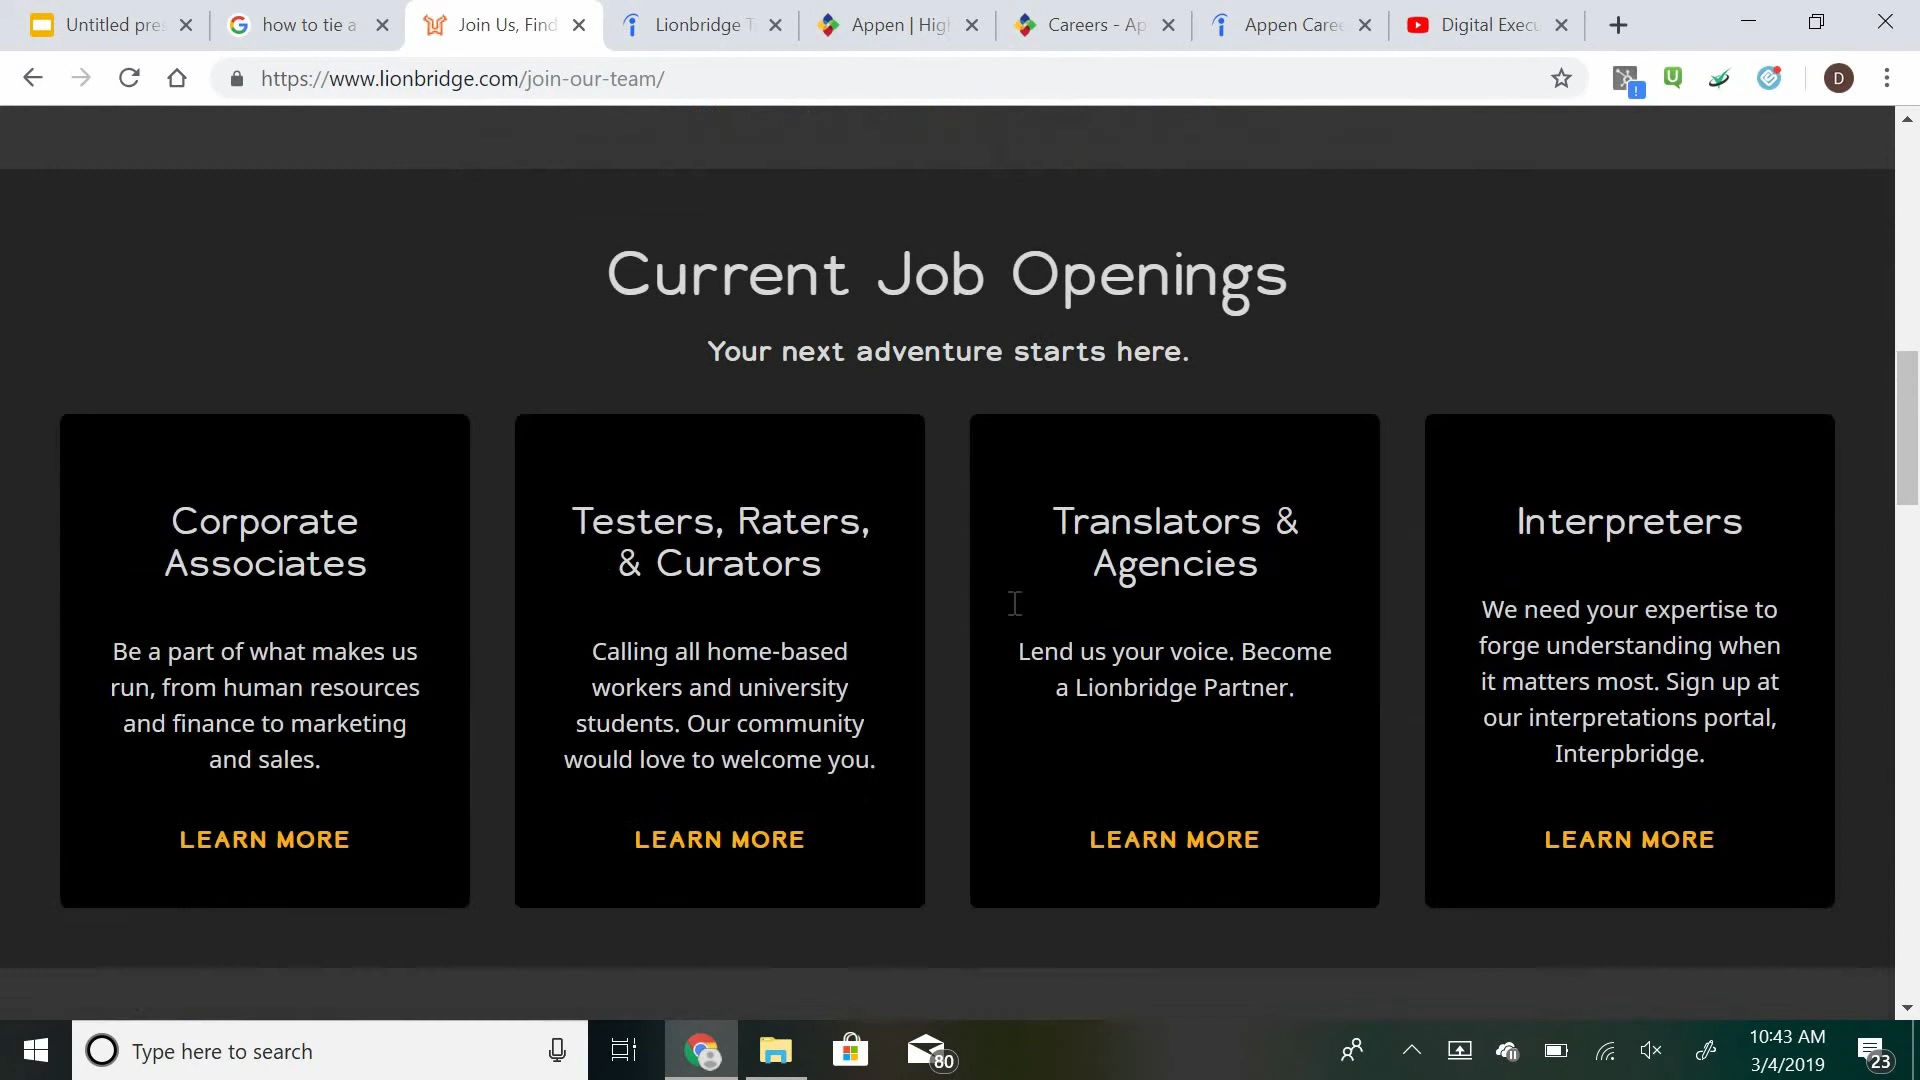 Untitled pre
how to tie a
Join Us, Find
Lionbridge T
Appen | Hig
Careers - Ap
Appen Caree
Digital Execu
https://www.lionbridge.com/join-our-team/
D
Current Job Openings
Your next adventure starts here.
Corporate
Associates
Be a part of what makes us
run, from human resources
and finance to marketing
and sales.
LEARN MORE
Testers, Raters,
& Curators
Calling all home-based
workers and university
students. Our community
would love to welcome you.
LEARN MORE
Translators &
Agencies
Lend us your voice. Become
a Lionbridge Partner.
LEARN MORE
Interpreters
We need your expertise to
forge understanding when
it matters most. Sign up at
our interpretations portal,
Interpbridge.
LEARN MORE
Type here to search
80
10:43 AM
3/4/2019
23